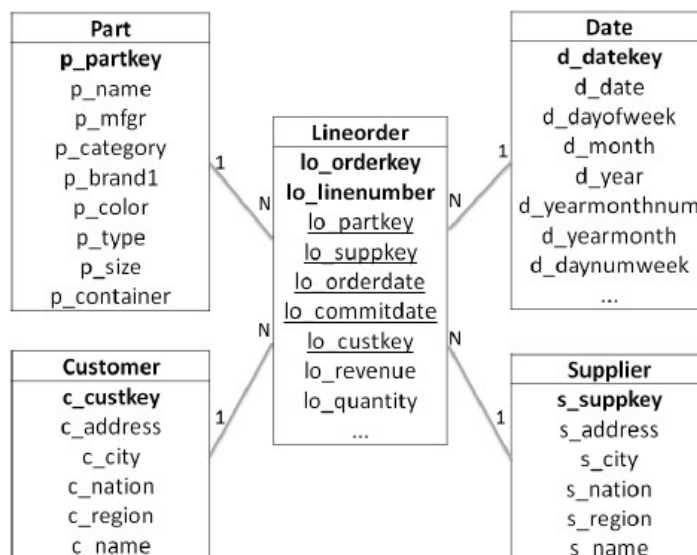 Part
p_partkey
p_name
p_mfgr
p_category
p_brand1
p_color
p_type
p_size
p_container
Date
d_datekey
d_date
d_dayofweek
d_month
d_year
d_yearmonthnum
d_yearmonth
d_daynumweek
...
Lineorder
lo_orderkey
lo_linenumber
lo_partkey
lo_suppkey
lo_orderdate
lo_commitdate
lo_custkey
lo_revenue
lo_quantity
...
1
N
1
N
N
1
N
1
Customer
c_custkey
c_address
c_city
c_nation
c_region
c_name
Supplier
s_suppkey
s_address
s_city
s_nation
s_region
s_name